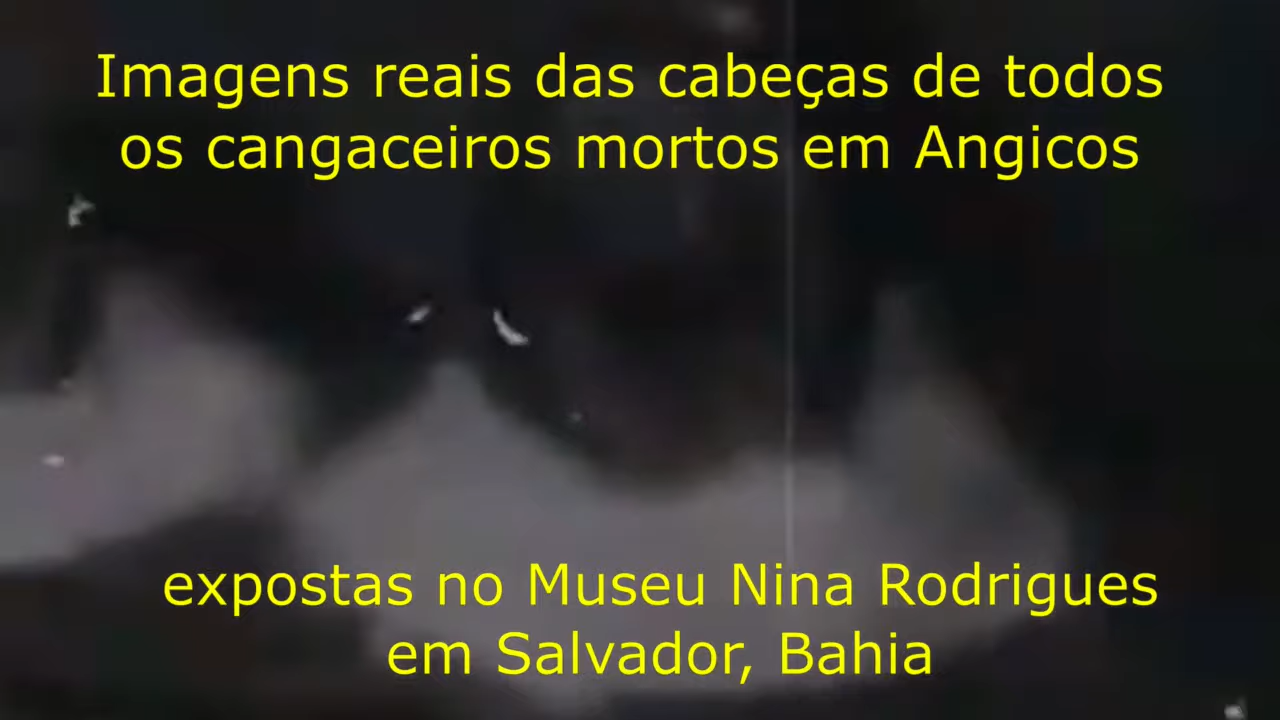 Imagens reais das cabeças de todos
os cangaceiros mortos em Angicos
expostas no Museu Nina Rodrigues
em Salvador, Bahia